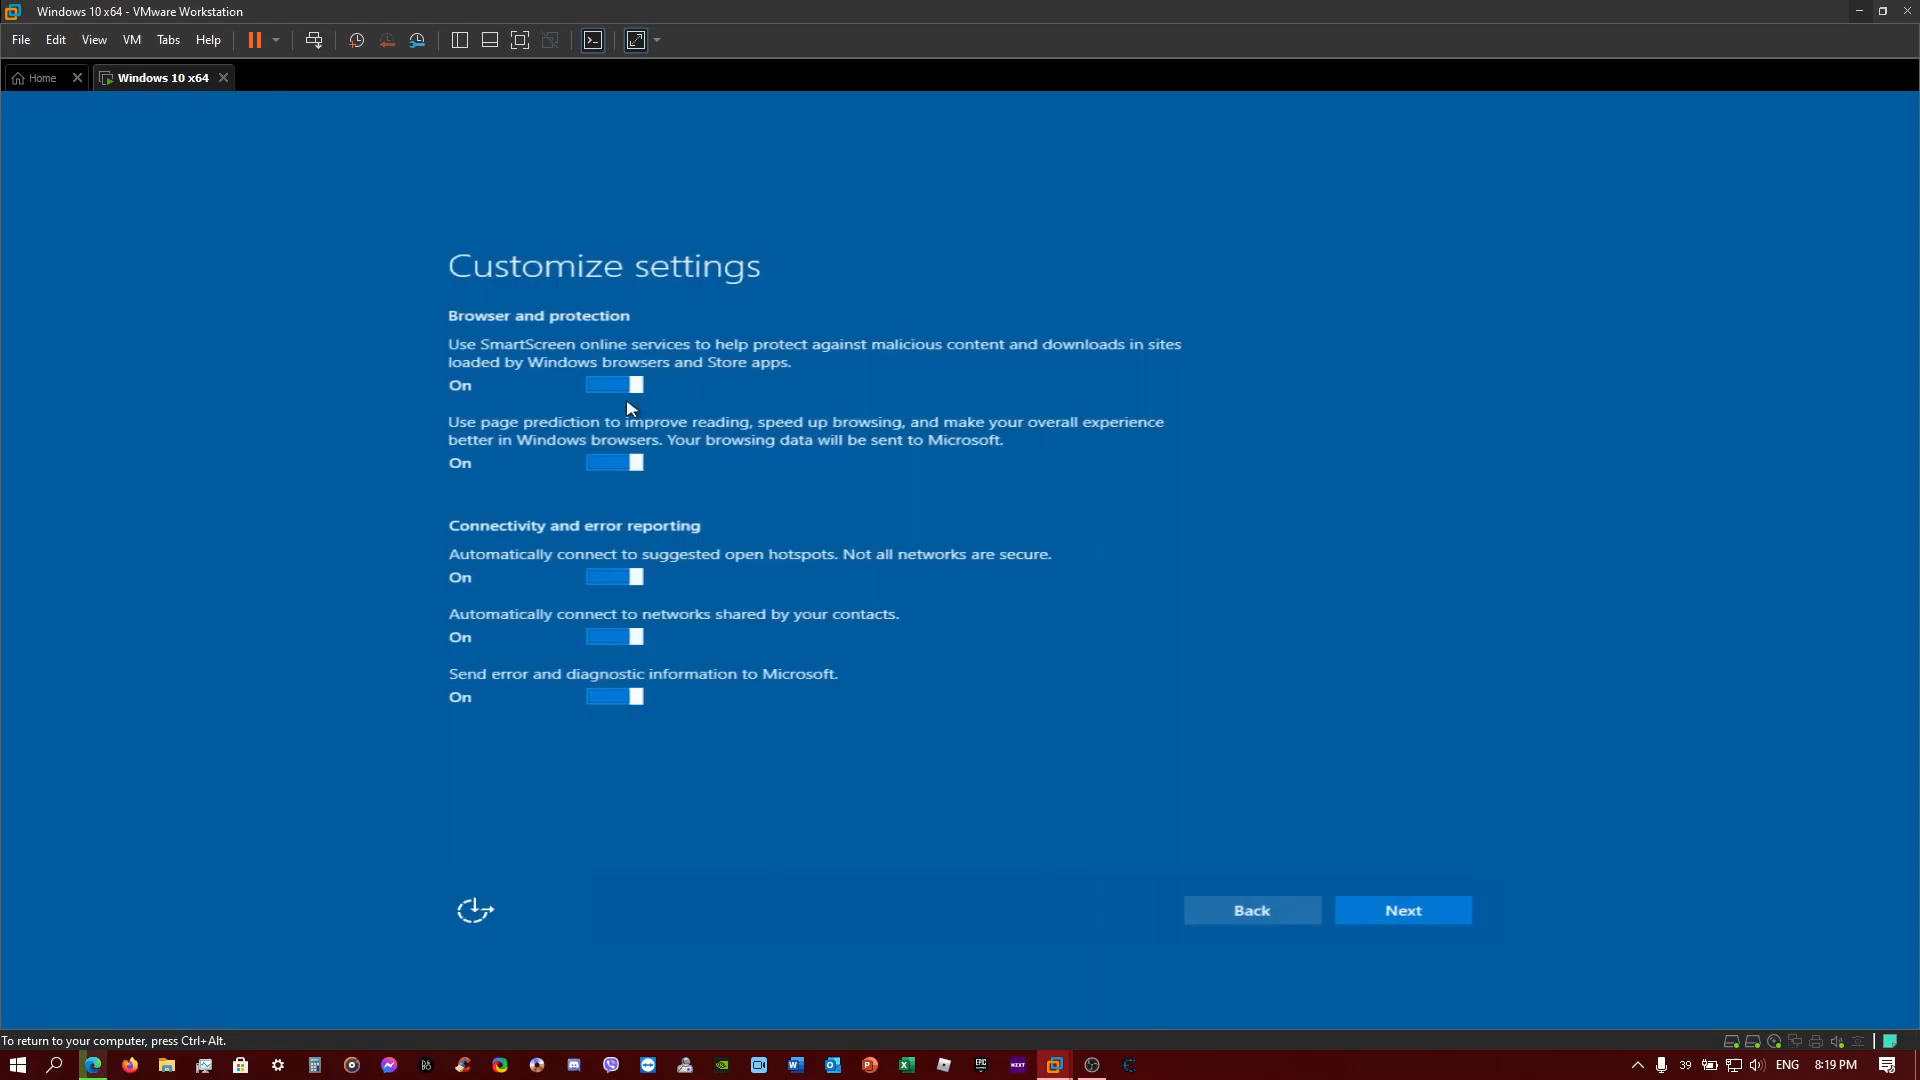 Windows 10 x64 - VMware Workstation
File Edit View VM Tabs Help
Home Windows 10 x64
Customize settings
Browser and protection
Use SmartScreen online services to help protect against malicious content and downloads in sites
loaded by Windows browsers and Store apps.
On
Use page prediction to improve reading, speed up browsing, and make your overall experience
better in Windows browsers. Your browsing data will be sent to Microsoft.
On
Connectivity and error reporting
Automatically connect to suggested open hotspots. Not all networks are secure.
On
Automatically connect to networks shared by your contacts.
On
Send error and diagnostic information to Microsoft.
On
Back Next
To return to your computer, press Ctrl+Alt.
EPIC NEXT 39 ENG 8:19 PM